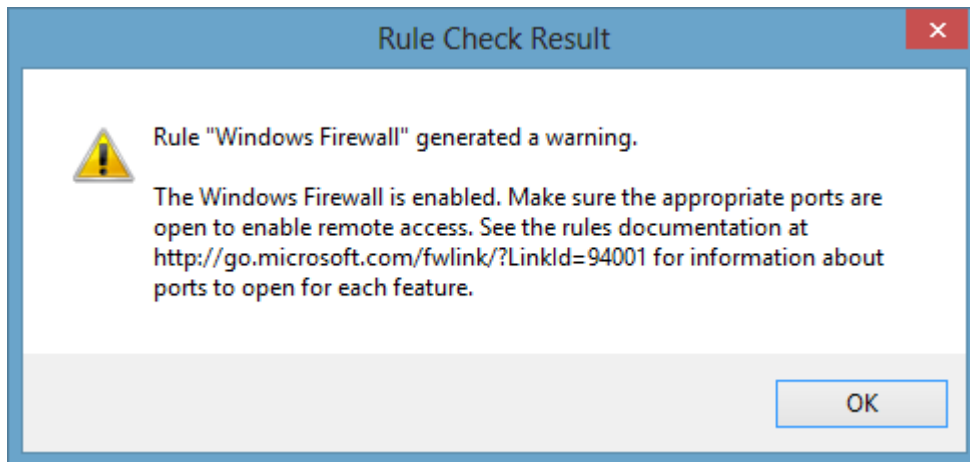 Rule Check Result
Rule "Windows Firewall" generated a warning.
The Windows Firewall is enabled. Make sure the appropriate ports are
open to enable remote access. See the rules documentation at
http://go.microsoft.com/fwlink/?LinkId=94001 for information about
ports to open for each feature.
OK